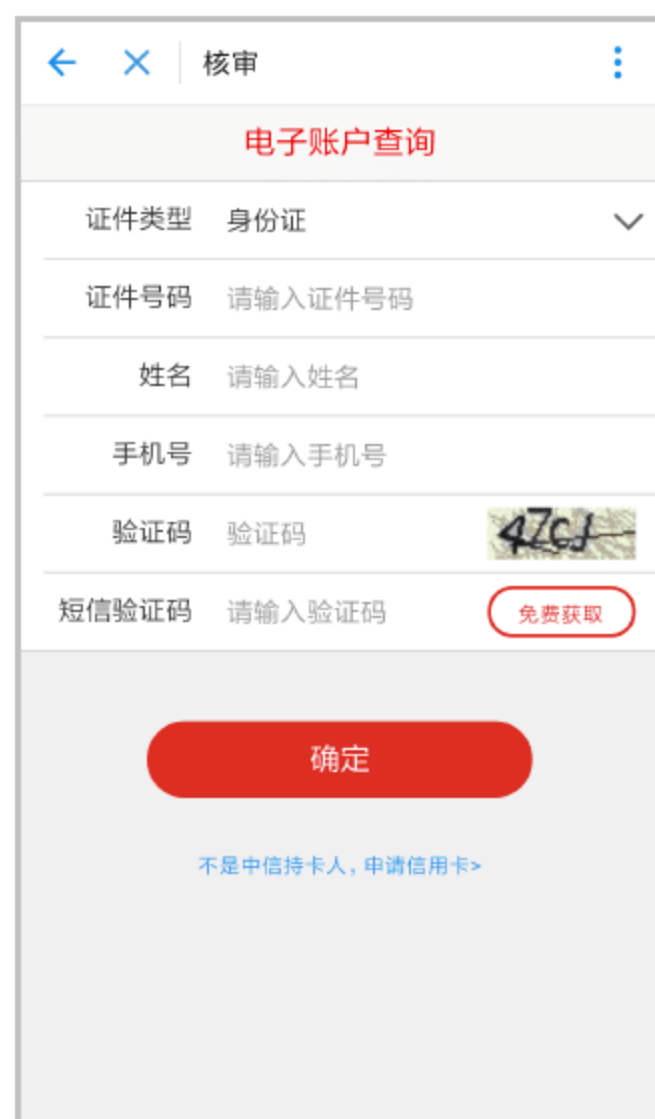 核审
电子账户查询
证件类型 身份证
证件号码 请输入证件号码
姓名 请输入姓名
手机号 请输入手机号
验证码 验证码
短信验证码 请输入验证码 免费获取
确定
不是中信持卡人，申请信用卡>